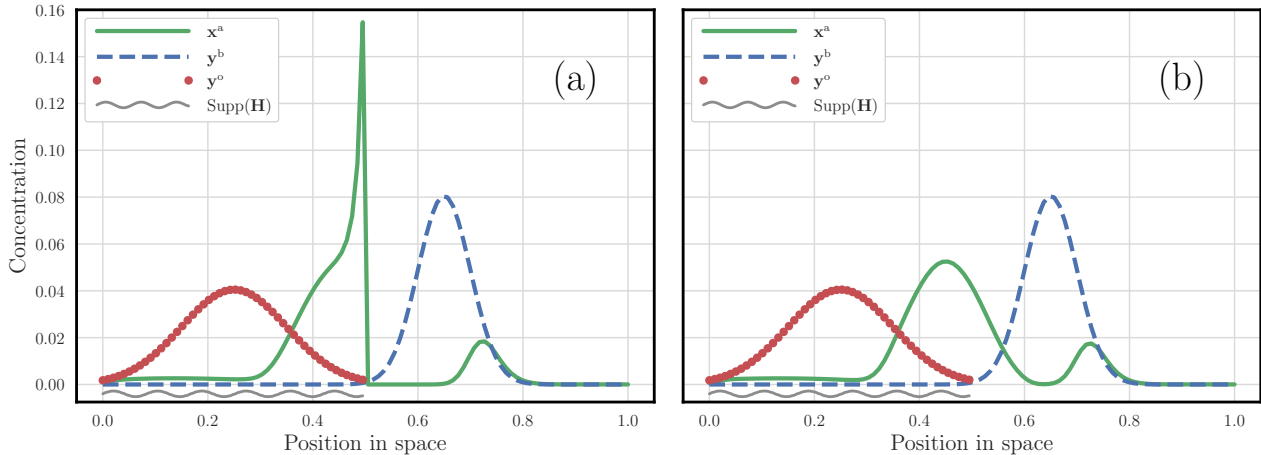 0.16
0.14
0.12
0.10
0.08
0.06
0.04
0.02
0.00
Concentration
xᵃ
yᵇ
yᵒ
Supp(H)
(a)
0.0 0.2 0.4 0.6 0.8 1.0
Position in space
xᵃ
yᵇ
yᵒ
Supp(H)
(b)
0.0 0.2 0.4 0.6 0.8 1.0
Position in space